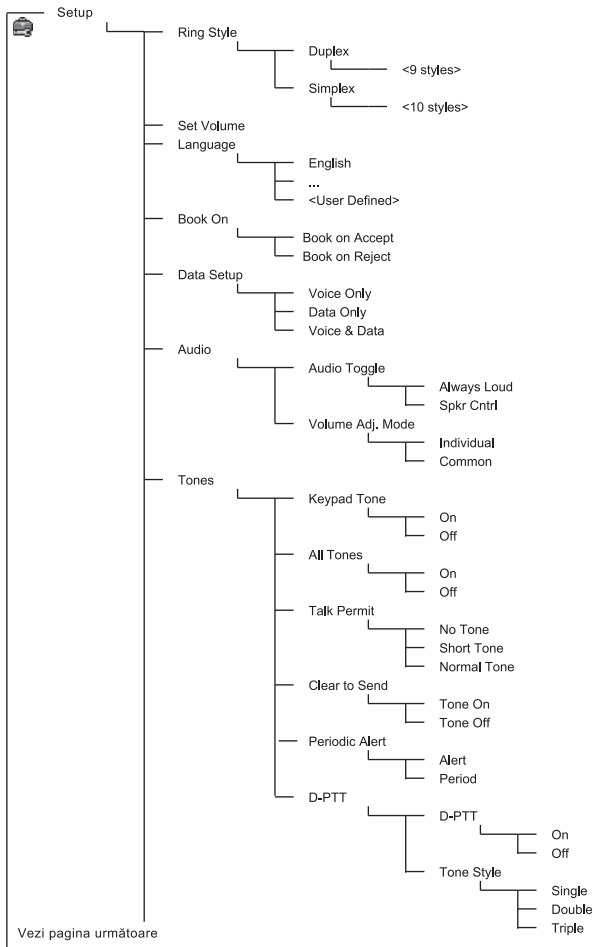 Setup
Ring Style
Duplex
<9 styles>
Simplex
<10 styles>
Set Volume
Language
English
...
<User Defined>
Book On
Book on Accept
Book on Reject
Data Setup
Voice Only
Data Only
Voice & Data
Audio
Audio Toggle
Always Loud
Spkr Cntrl
Volume Adj. Mode
Individual
Common
Tones
Keypad Tone
On
Off
All Tones
On
Off
Talk Permit
No Tone
Short Tone
Normal Tone
Clear to Send
Tone On
Tone Off
Periodic Alert
Alert
Period
D-PTT
D-PTT
On
Off
Tone Style
Single
Double
Triple
Vezi pagina următoare